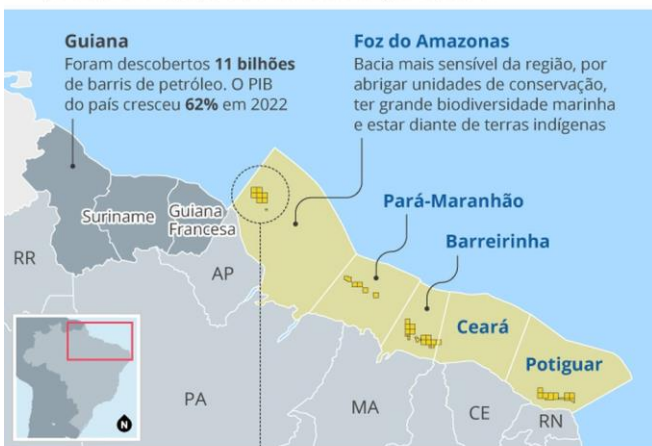 Guiana
Foram descobertos 11 bilhões
de barris de petróleo. O PIB
do país cresceu 62% em 2022
Foz do Amazonas
Bacia mais sensível da região, por
abrigar unidades de conservação,
ter grande biodiversidade marinha
e estar diante de terras indígenas
Suriname
Guiana
Francesa
Pará-Maranhão
Barreirinha
Ceará
Potiguar
RR
AP
PA
MA
CE
RN
N